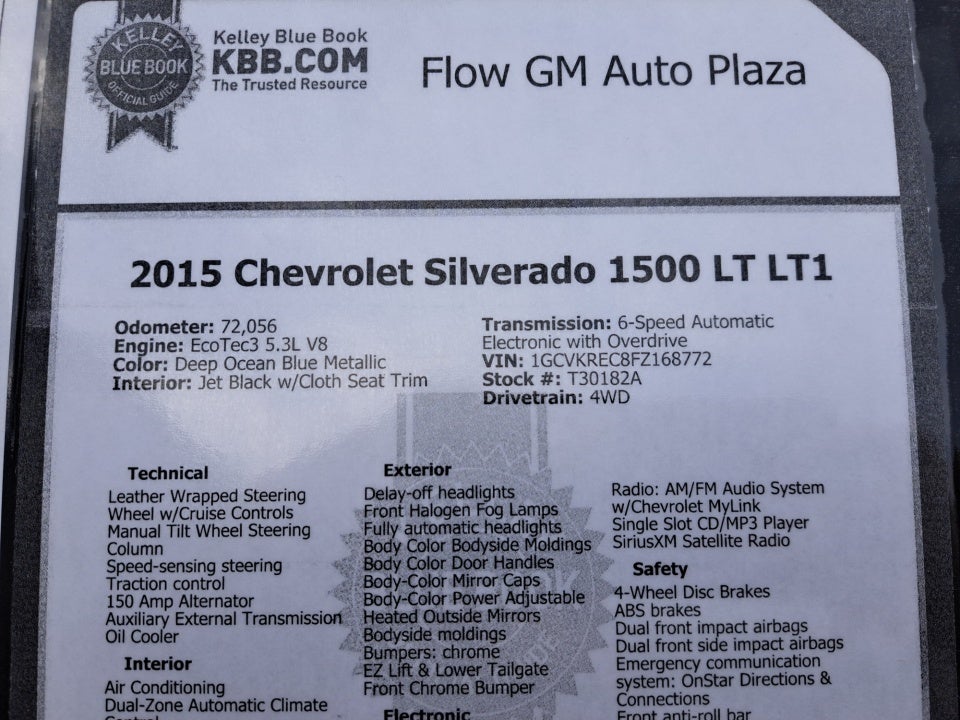 KELLEY
BLUE BOOK
OFFICIAL GUIDE
Kelley Blue Book
KBB.COM
The Trusted Resource
Flow GM Auto Plaza
2015 Chevrolet Silverado 1500 LT LT1
Odometer: 72,056
Engine: EcoTec3 5.3L V8
Color: Deep Ocean Blue Metallic
Interior: Jet Black w/Cloth Seat Trim
Transmission: 6-Speed Automatic
Electronic with Overdrive
VIN: 1GCVKREC8FZ168772
Stock #: T30182A
Drivetrain: 4WD
Technical
Leather Wrapped Steering
Wheel w/Cruise Controls
Manual Tilt Wheel Steering
Column
Speed-sensing steering
Traction control
150 Amp Alternator
Auxiliary External Transmission
Oil Cooler
Interior
Air Conditioning
Dual-Zone Automatic Climate
Control
Exterior
Delay-off headlights
Front Halogen Fog Lamps
Fully automatic headlights
Body Color Bodyside Moldings
Body Color Door Handles
Body-Color Mirror Caps
Body-Color Power Adjustable
Heated Outside Mirrors
Bodyside moldings
Bumpers: chrome
EZ Lift & Lower Tailgate
Front Chrome Bumper
Electronic
Radio: AM/FM Audio System
w/Chevrolet MyLink
Single Slot CD/MP3 Player
SiriusXM Satellite Radio
Safety
4-Wheel Disc Brakes
ABS brakes
Dual front impact airbags
Dual front side impact airbags
Emergency communication
system: OnStar Directions &
Connections
Front anti-roll bar